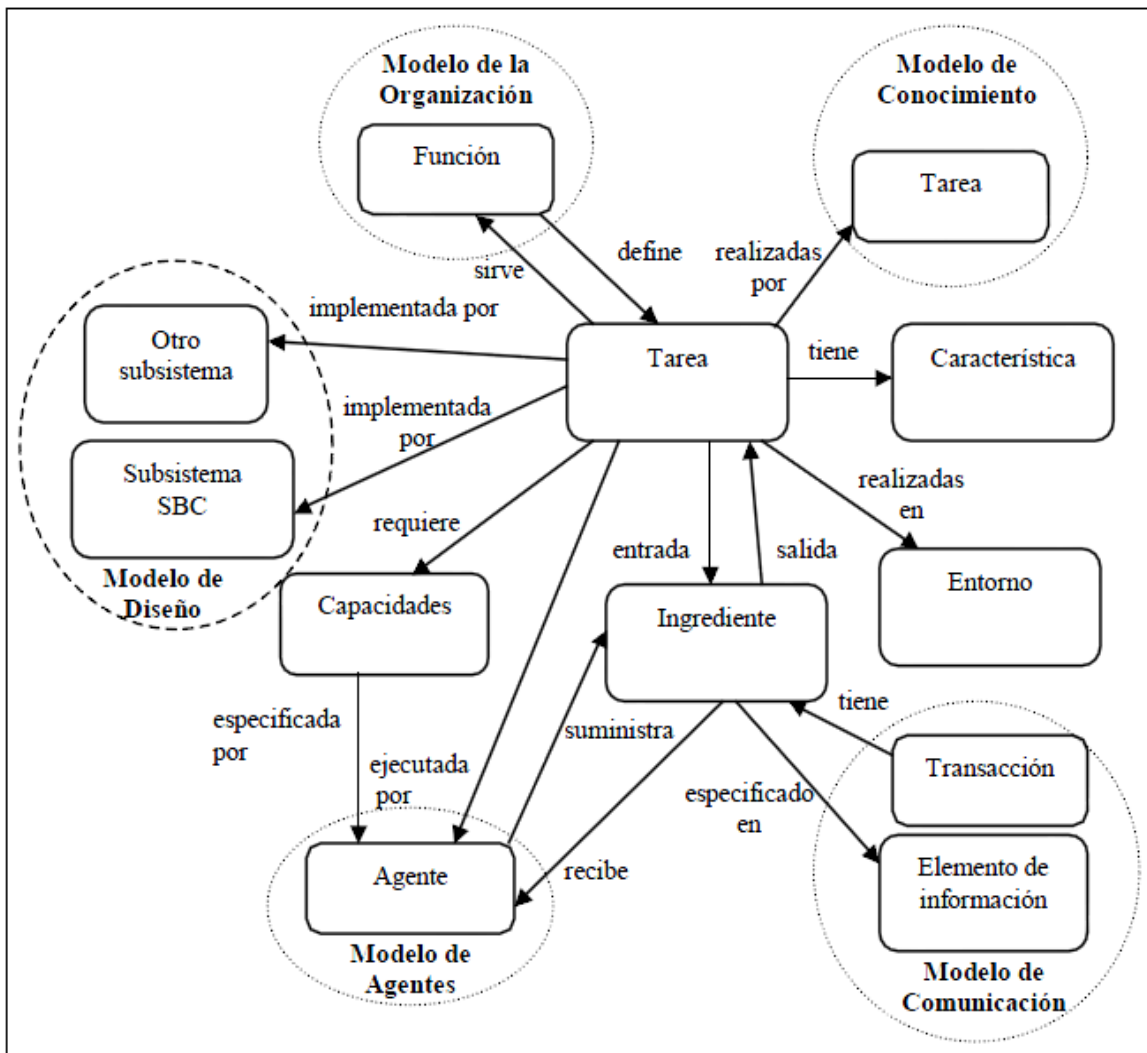 Modelo de la
Organización
Función
Modelo de
Conocimiento
Tarea
sirve
define
realizadas
por
implementada por
Otro
subsistema
Tarea
tiene
Característica
implementada
por
Subsistema
SBC
Modelo de
Diseño
requiere
entrada
salida
realizadas
en
Capacidades
Ingrediente
Entorno
especificada
por
ejecutada
por
suministra
tiene
especificado
en
Transacción
Agente
recibe
Elemento de
información
Modelo de
Agentes
Modelo de
Comunicación